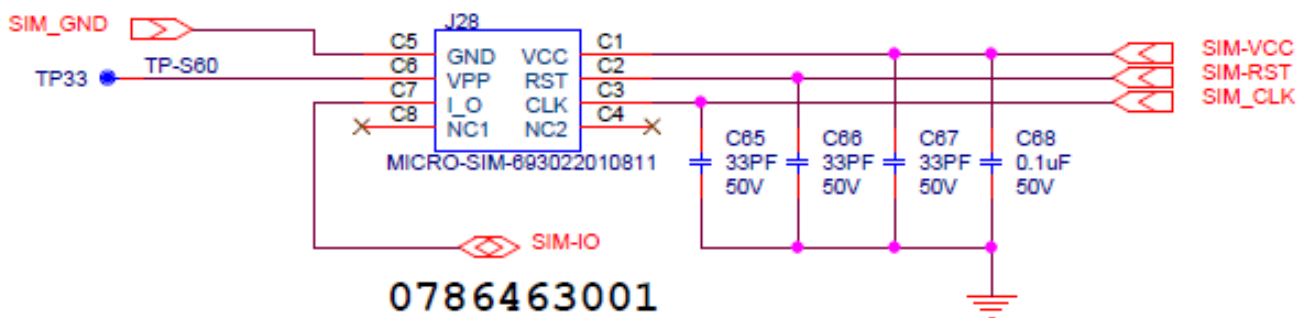 J28
SIM_GND
C5
GND
VCC
C1
SIM-VCC
TP33
TP-S60
C6
VPP
RST
C2
SIM-RST
C7
I_O
CLK
C3
SIM_CLK
C8
NC1
NC2
C4
MICRO-SIM-693022010811
C65
33PF
50V
C66
33PF
50V
C67
33PF
50V
C68
0.1uF
50V
SIM-IO
0786463001